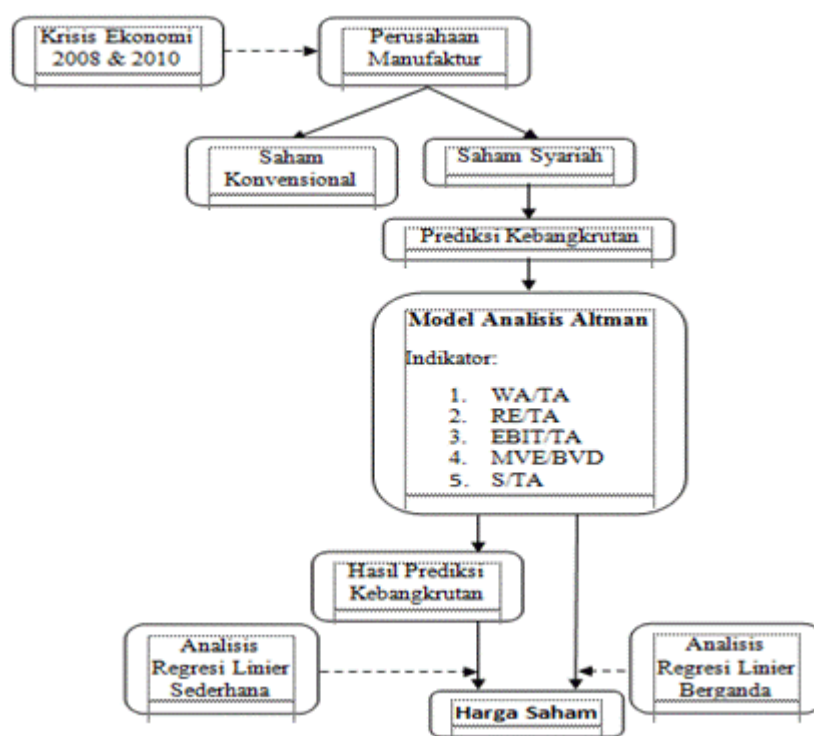 Krisis Ekonomi
2008 & 2010
Perusahaan
Manufaktur
Saham
Konvensional
Saham Syariah
Prediksi Kebangkrutan
Model Analisis Altman
Indikator:
1. WA/TA
2. RE/TA
3. EBIT/TA
4. MVE/BVD
5. S/TA
Hasil Prediksi
Kebangkrutan
Analisis
Regresi Linier
Sederhana
Analisis
Regresi Linier
Berganda
Harga Saham